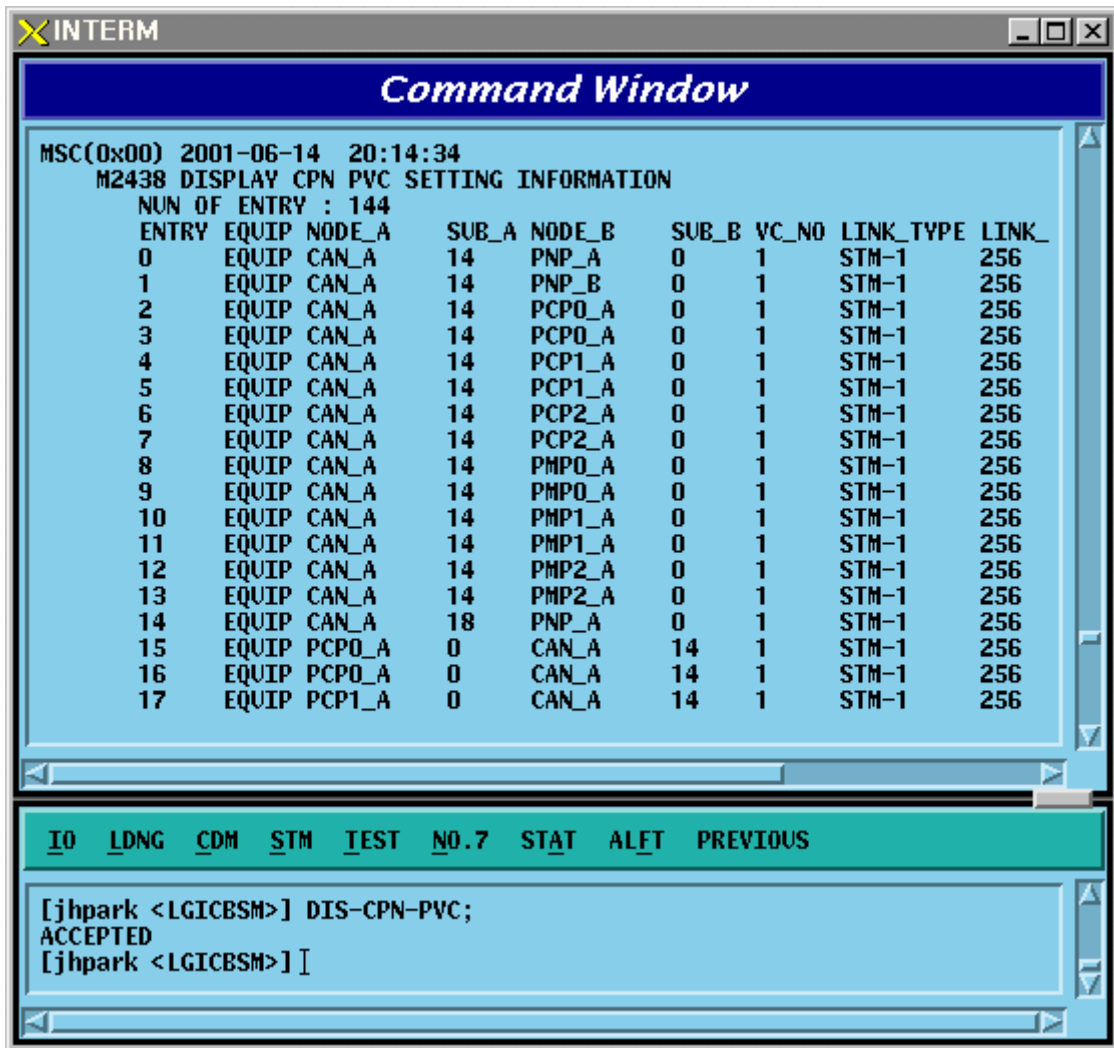 INTERM
Command Window
MSC(0x00) 2001-06-14 20:14:34
M2438 DISPLAY CPN PVC SETTING INFORMATION
NUN OF ENTRY : 144
ENTRY EQUIP NODE_A SUB_A NODE_B SUB_B VC_NO LINK_TYPE LINK_
0 EQUIP CAN_A 14 PNP_A 0 1 STM-1 256
1 EQUIP CAN_A 14 PNP_B 0 1 STM-1 256
2 EQUIP CAN_A 14 PCP0_A 0 1 STM-1 256
3 EQUIP CAN_A 14 PCP0_A 0 1 STM-1 256
4 EQUIP CAN_A 14 PCP1_A 0 1 STM-1 256
5 EQUIP CAN_A 14 PCP1_A 0 1 STM-1 256
6 EQUIP CAN_A 14 PCP2_A 0 1 STM-1 256
7 EQUIP CAN_A 14 PCP2_A 0 1 STM-1 256
8 EQUIP CAN_A 14 PMP0_A 0 1 STM-1 256
9 EQUIP CAN_A 14 PMP0_A 0 1 STM-1 256
10 EQUIP CAN_A 14 PMP1_A 0 1 STM-1 256
11 EQUIP CAN_A 14 PMP1_A 0 1 STM-1 256
12 EQUIP CAN_A 14 PMP2_A 0 1 STM-1 256
13 EQUIP CAN_A 14 PMP2_A 0 1 STM-1 256
14 EQUIP CAN_A 18 PNP_A 0 1 STM-1 256
15 EQUIP PCP0_A 0 CAN_A 14 1 STM-1 256
16 EQUIP PCP0_A 0 CAN_A 14 1 STM-1 256
17 EQUIP PCP1_A 0 CAN_A 14 1 STM-1 256
IO LDNG CDM STM TEST NO.7 STAT ALFT PREVIOUS
[jhpark <LGICBSM>] DIS-CPN-PVC;
ACCEPTED
[jhpark <LGICBSM>]